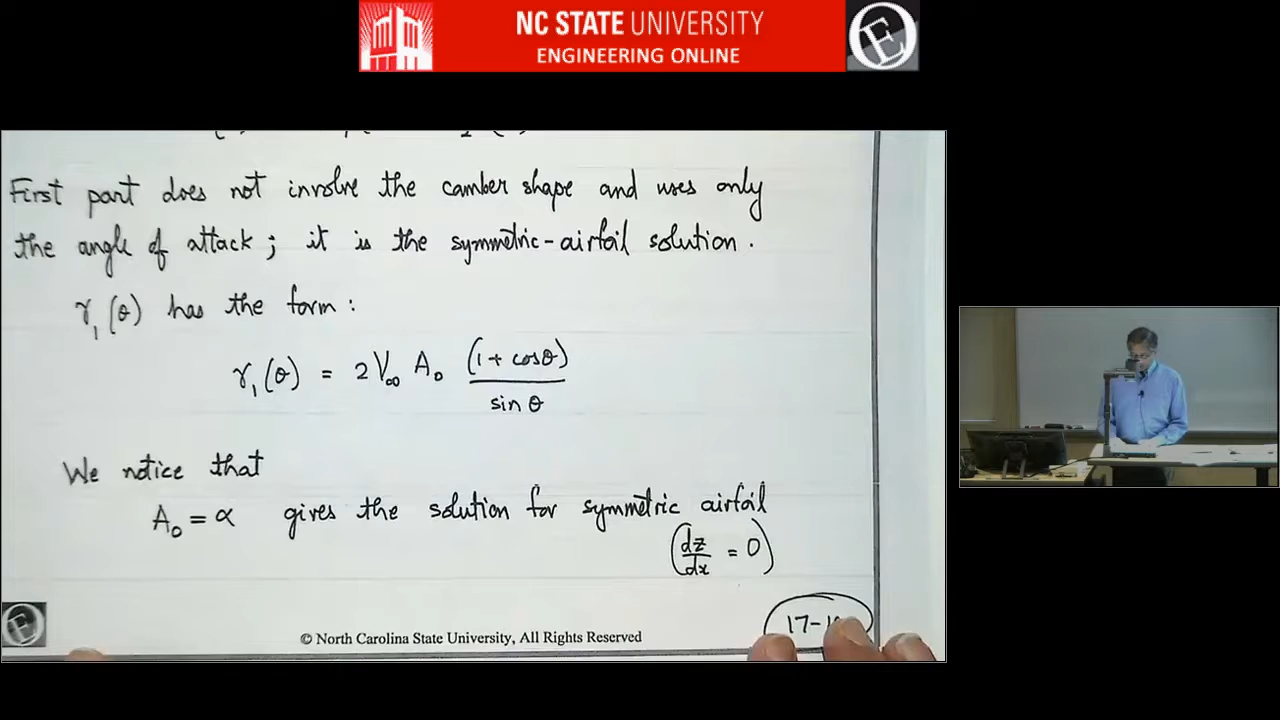 NC STATE UNIVERSITY
ENGINEERING ONLINE
First part does not involve the camber shape and uses only
the angle of attack ; it is the symmetric-airfoil solution .
γ₁(θ) has the form :
γ₁(θ) = 2V∞ A₀ (1 + cosθ) / sin θ
We notice that
A₀ = α gives the solution for symmetric airfoil
(dz/dx = 0)
© North Carolina State University, All Rights Reserved